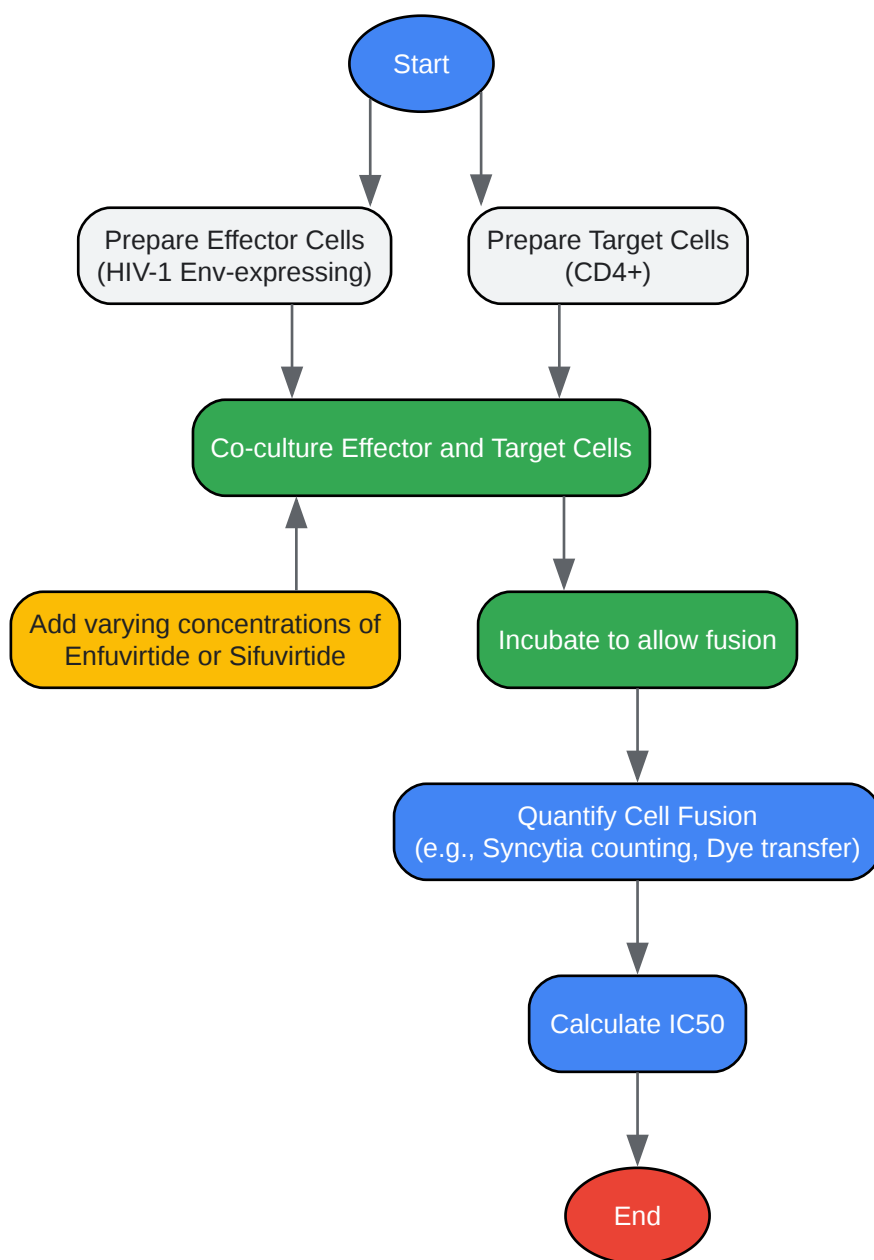 Start
Prepare Effector Cells
(HIV-1 Env-expressing)
Prepare Target Cells
(CD4+)
Co-culture Effector and Target Cells
Add varying concentrations of
Enfuvirtide or Sifuvirtide
Incubate to allow fusion
Quantify Cell Fusion
(e.g., Syncytia counting, Dye transfer)
Calculate IC50
End